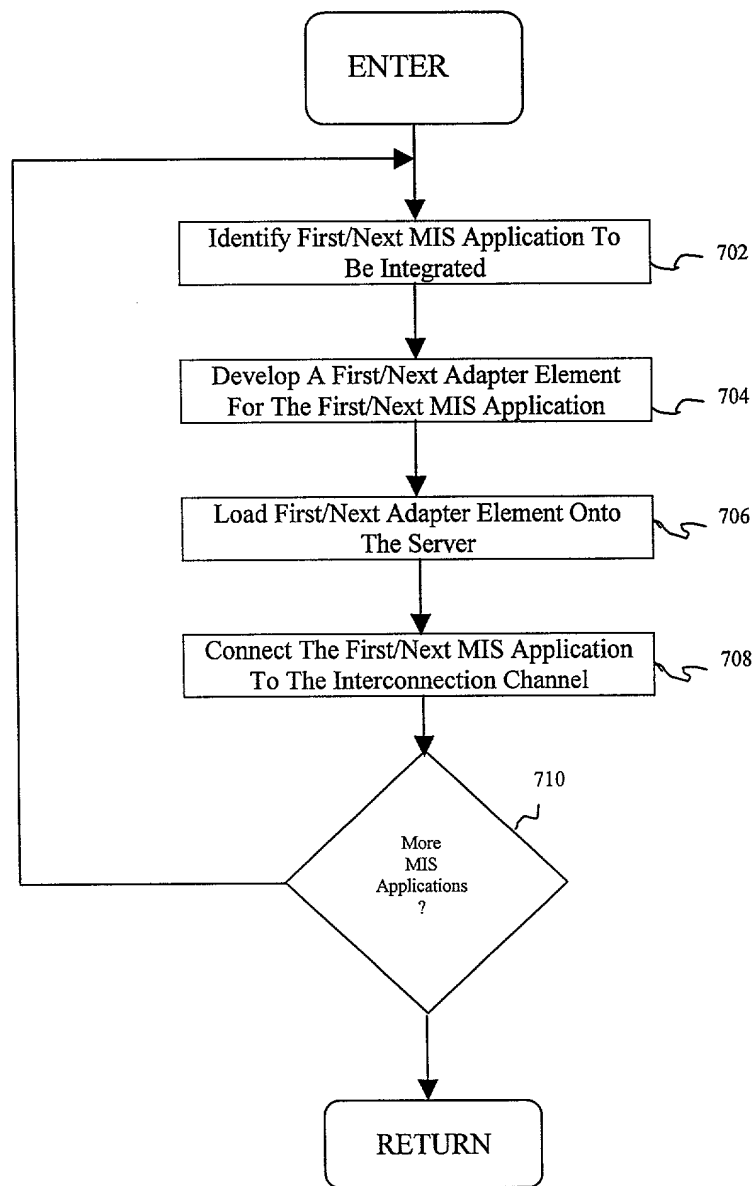 ENTER
Identify First/Next MIS Application To
Be Integrated
702
Develop A First/Next Adapter Element
For The First/Next MIS Application
704
Load First/Next Adapter Element Onto
The Server
706
Connect The First/Next MIS Application
To The Interconnection Channel
708
710
More
MIS
Applications
?
RETURN